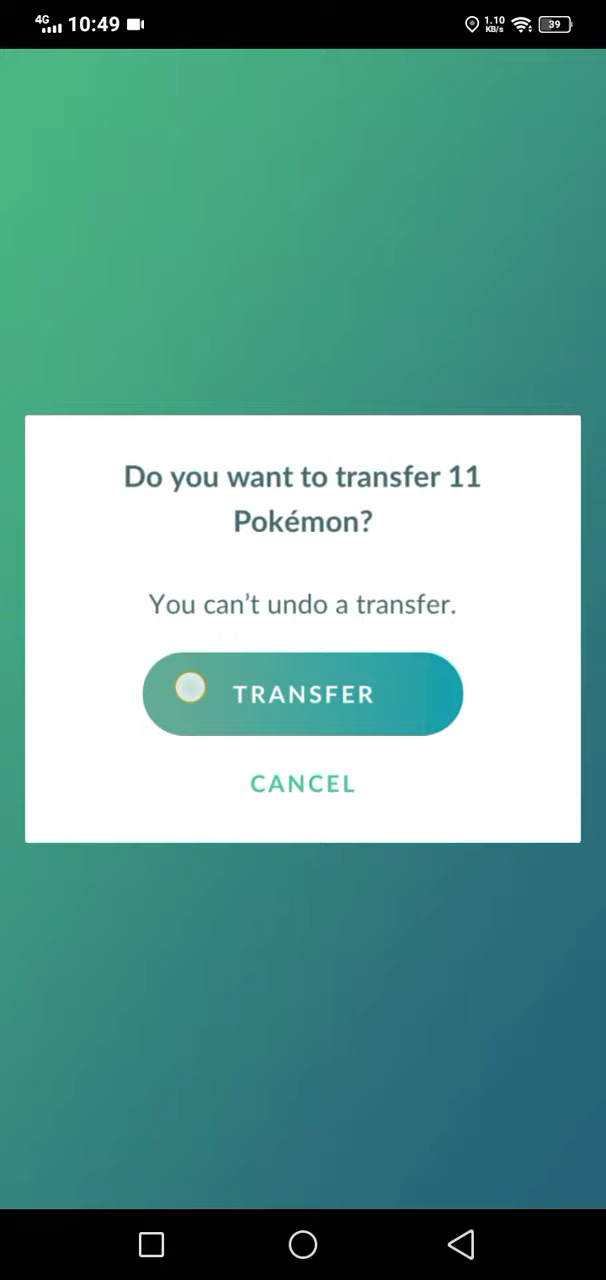 4G 10:49 1.10 KB/s 39
Do you want to transfer 11
Pokémon?
You can’t undo a transfer.
TRANSFER
CANCEL